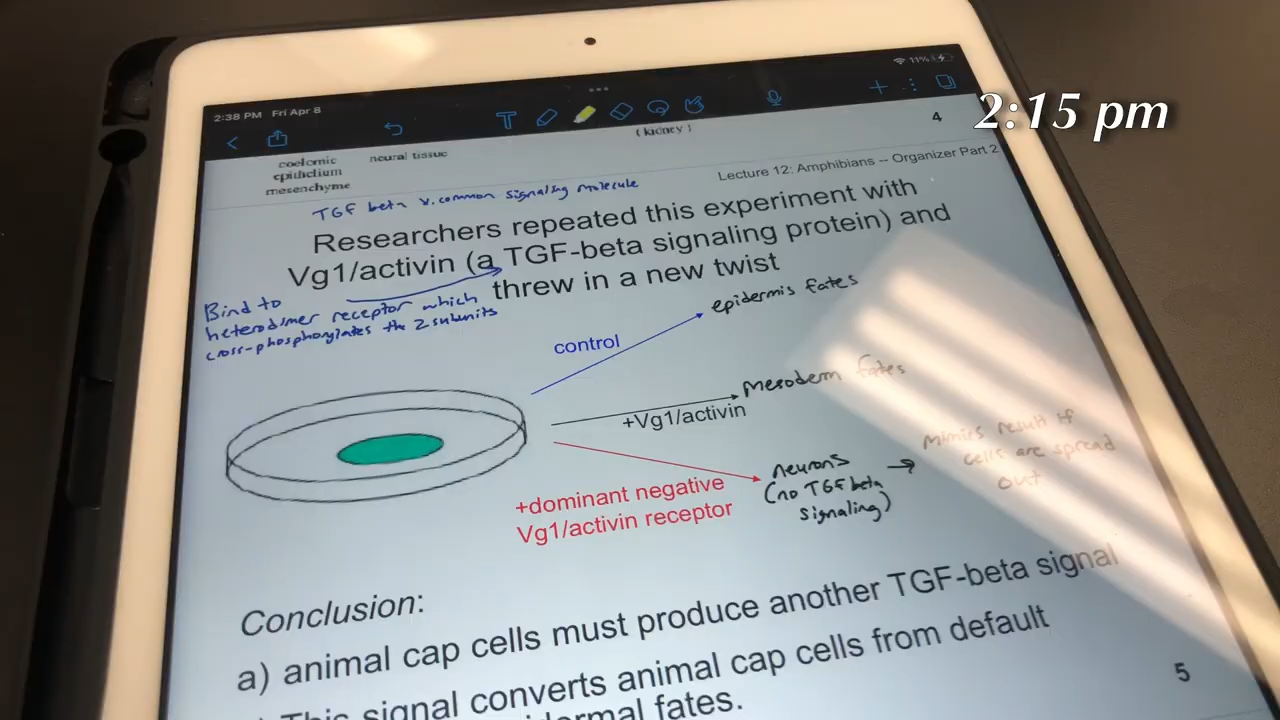 2:38 PM Fri Apr 8
11%
2:15 pm
4
coelomic
epithelium
mesenchyme
neural tissue
(kidney)
Lecture 12: Amphibians -- Organizer Part 2
TGF beta v. common signaling molecule
Researchers repeated this experiment with
Vg1/activin (a TGF-beta signaling protein) and
threw in a new twist
Bind to
heterodimer receptor which
cross-phosphorylates the 2 subunits
control
epidermis fates
+Vg1/activin
Mesoderm fates
+dominant negative
Vg1/activin receptor
neurons
(no TGF beta
signaling)
→ Mimics result if
cells are spread
out
Conclusion:
a) animal cap cells must produce another TGF-beta signal
This signal converts animal cap cells from default
fates.
5